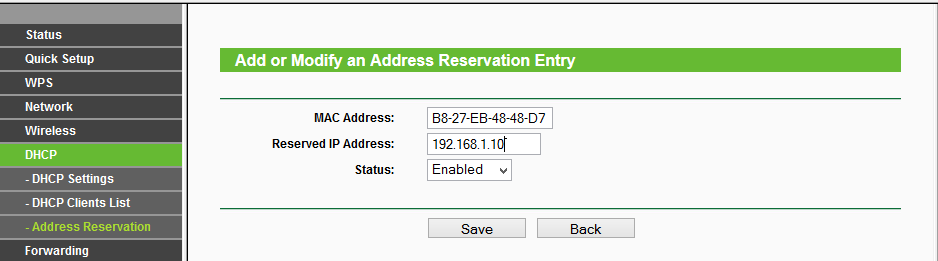 Status
Quick Setup
WPS
Network
Wireless
DHCP
- DHCP Settings
- DHCP Clients List
- Address Reservation
Forwarding
Add or Modify an Address Reservation Entry
MAC Address: B8-27-EB-48-48-D7
Reserved IP Address: 192.168.1.10
Status: Enabled
Save Back